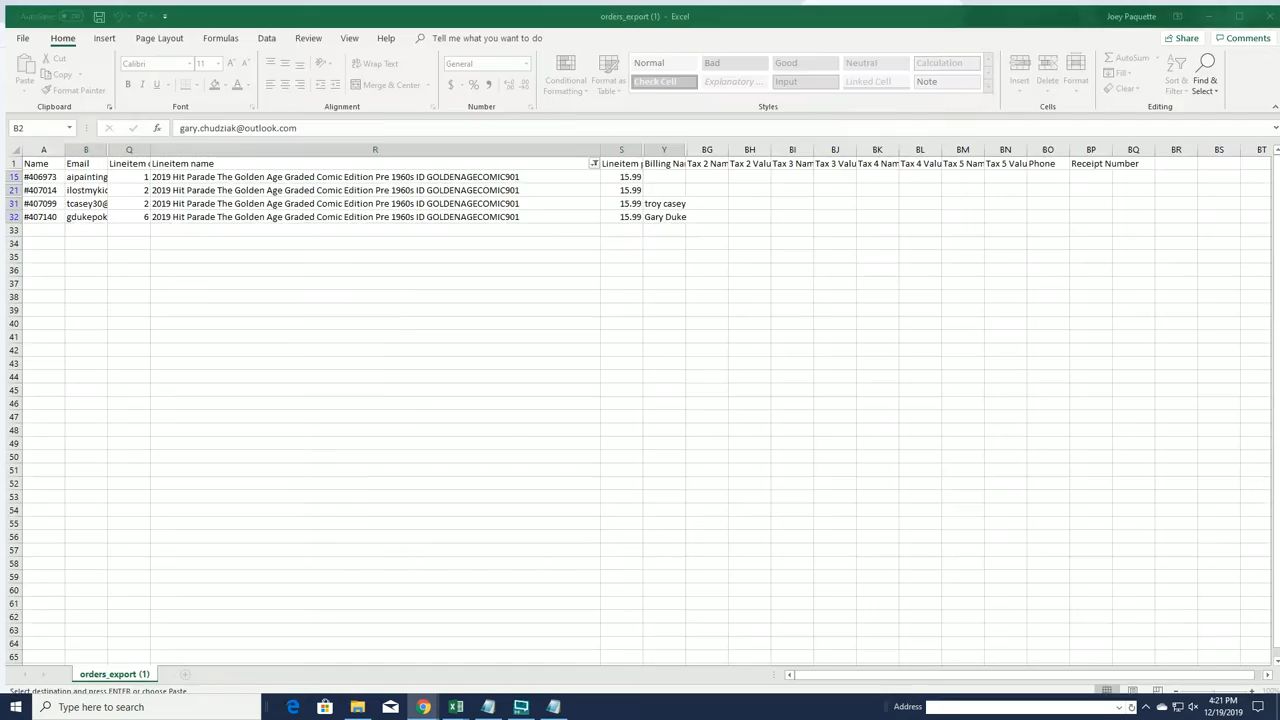 AutoSave
orders_export (1) - Excel
Joey Paquette
File Home Insert Page Layout Formulas Data Review View Help Tell me what you want to do
Share Comments
Paste
Cut
Copy
Format Painter
Calibri 11
B I U
Wrap Text
Merge & Center
General
$ % ,
Conditional Formatting
Format as Table
Normal Bad Good Neutral Calculation
Check Cell Explanatory ... Input Linked Cell Note
Insert Delete Format
AutoSum
Fill
Clear
Sort & Filter
Find & Select
Clipboard Font Alignment Number Styles Cells Editing
B2 fx gary.chudziak@outlook.com
A B Q R S Y BG BH BI BJ BK BL BM BN BO BP BQ BR BS BT
1 Name Email Lineitem Lineitem name Lineitem Billing Na Tax 2 Nam Tax 2 Valu Tax 3 Nam Tax 3 Valu Tax 4 Nam Tax 4 Valu Tax 5 Nam Tax 5 Valu Phone Receipt Number
15 #406973 aipainting 1 2019 Hit Parade The Golden Age Graded Comic Edition Pre 1960s ID GOLDENAGECOMIC901 15.99
21 #407014 ilostmykic 2 2019 Hit Parade The Golden Age Graded Comic Edition Pre 1960s ID GOLDENAGECOMIC901 15.99
31 #407099 tcasey30@ 2 2019 Hit Parade The Golden Age Graded Comic Edition Pre 1960s ID GOLDENAGECOMIC901 15.99 troy casey
32 #407140 gdukepok 6 2019 Hit Parade The Golden Age Graded Comic Edition Pre 1960s ID GOLDENAGECOMIC901 15.99 Gary Duke
33
34
35
36
37
38
39
40
41
42
43
44
45
46
47
48
49
50
51
52
53
54
55
56
57
58
59
60
61
62
63
64
65
orders_export (1)
Select destination and press ENTER or choose Paste
100%
Type here to search
Address
4:21 PM
12/19/2019